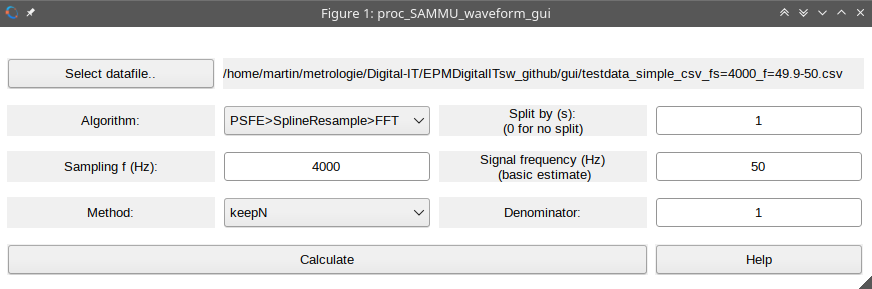 Figure 1: proc_SAMMU_waveform_gui
Select datafile..
/home/martin/metrologie/Digital-IT/EPMDigitalITsw_github/gui/testdata_simple_csv_fs=4000_f=49.9-50.csv
Algorithm:
PSFE>SplineResample>FFT
Split by (s):
(0 for no split)
1
Sampling f (Hz):
4000
Signal frequency (Hz)
(basic estimate)
50
Method:
keepN
Denominator:
1
Calculate
Help